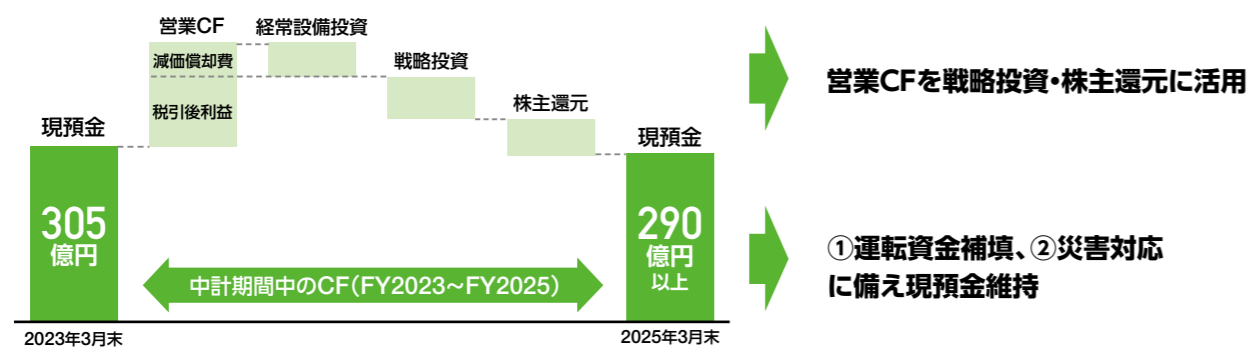 営業CF
経常設備投資
減価償却費
戦略投資
税引後利益
株主還元
現預金
現預金
305
億円
290
億円
以上
中計期間中のCF(FY2023~FY2025)
2023年3月末
2025年3月末
営業CFを戦略投資・株主還元に活用
①運転資金補填、②災害対応
に備え現預金維持